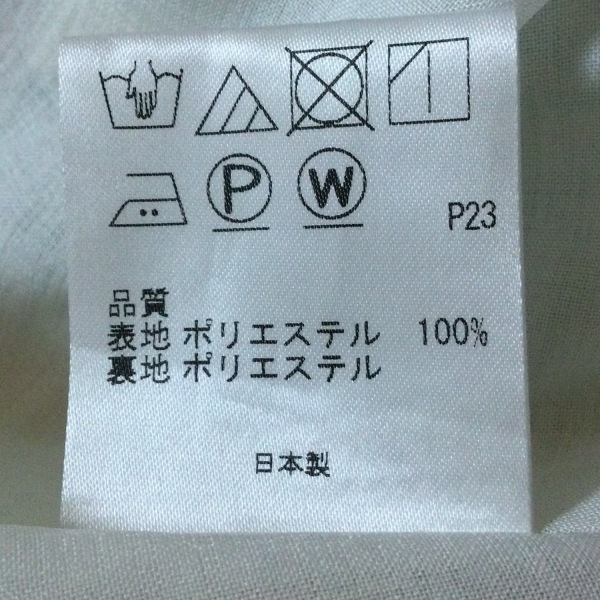 P W P23
品質
表地 ポリエステル 100%
裏地 ポリエステル
日本製